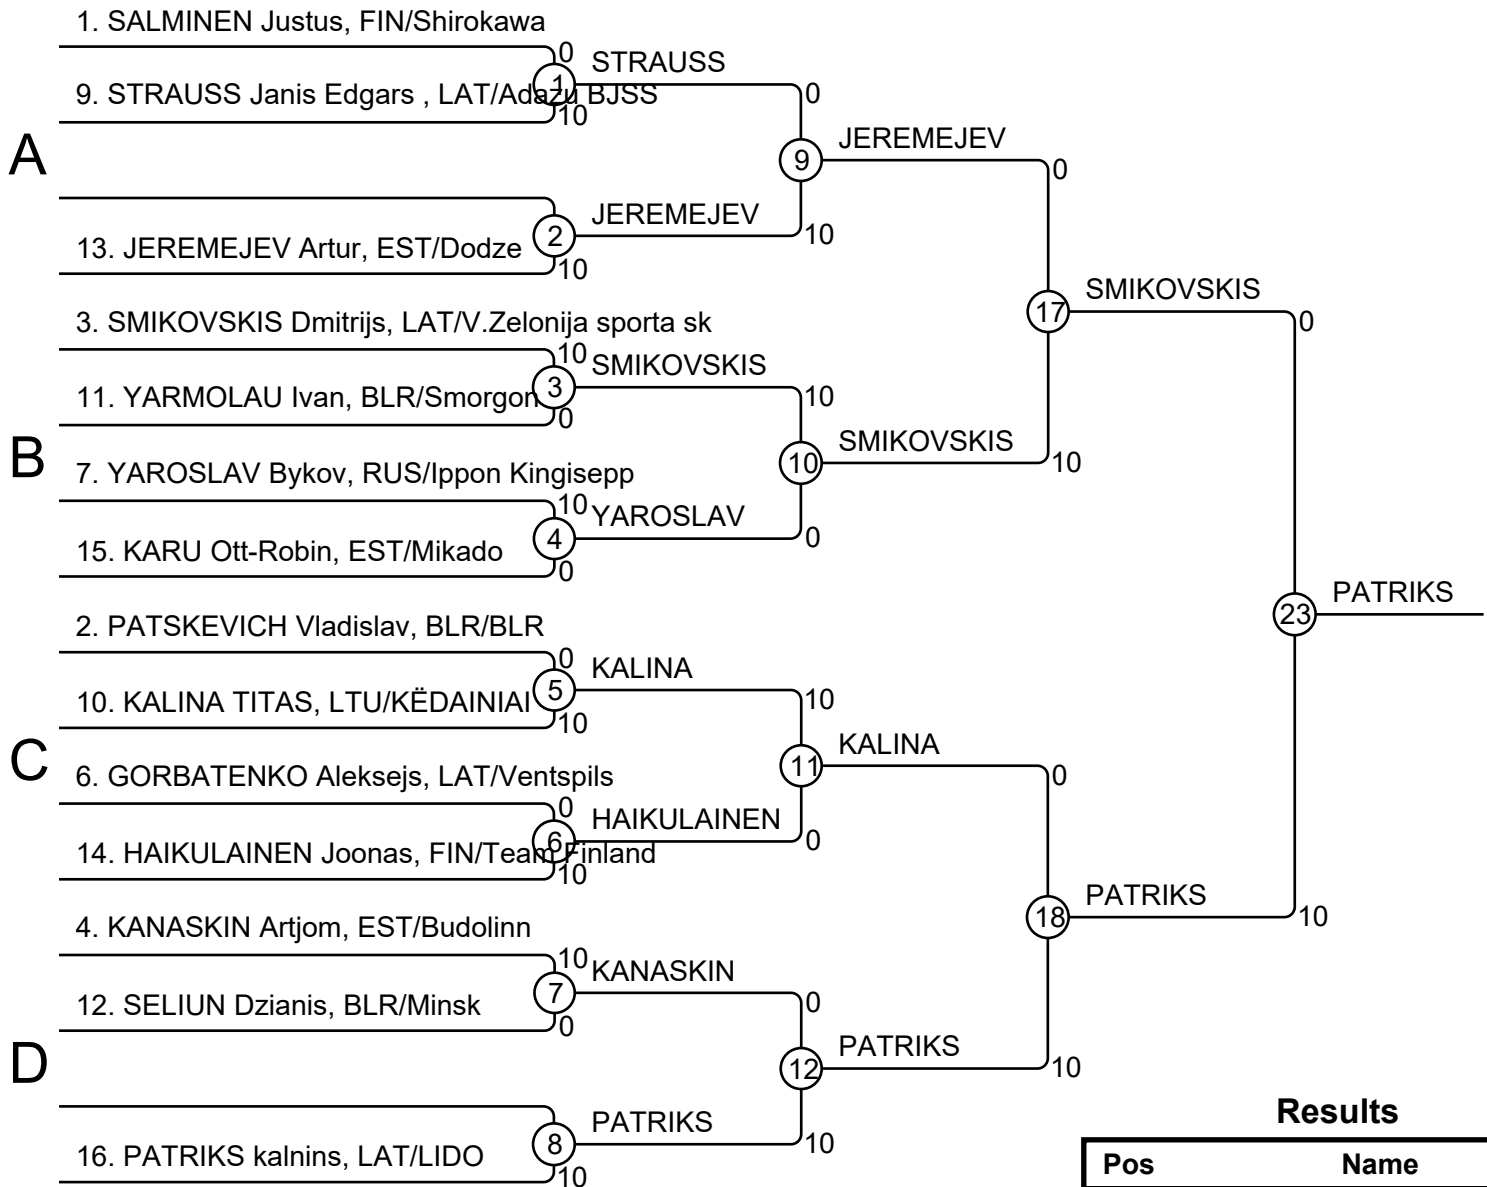 1. SALMINEN Justus, FIN/Shirokawa
0
STRAUSS
1
9. STRAUSS Janis Edgars , LAT/Adazu BJSS
0
10
A
JEREMEJEV
9
0
JEREMEJEV
2
10
13. JEREMEJEV Artur, EST/Dodze
10
SMIKOVSKIS
17
0
3. SMIKOVSKIS Dmitrijs, LAT/V.Zelonija sporta sk
10
SMIKOVSKIS
3
11. YARMOLAU Ivan, BLR/Smorgon
10
0
B
SMIKOVSKIS
10
10
7. YAROSLAV Bykov, RUS/Ippon Kingisepp
10
YAROSLAV
4
0
15. KARU Ott-Robin, EST/Mikado
0
PATRIKS
23
2. PATSKEVICH Vladislav, BLR/BLR
0
KALINA
5
10. KALINA TITAS, LTU/KËDAINIAI
10
10
C
KALINA
11
0
6. GORBATENKO Aleksejs, LAT/Ventspils
0
HAIKULAINEN
6
0
14. HAIKULAINEN Joonas, FIN/Team Finland
10
PATRIKS
18
10
4. KANASKIN Artjom, EST/Budolinn
10
KANASKIN
7
0
12. SELIUN Dzianis, BLR/Minsk
0
D
PATRIKS
12
10
PATRIKS
8
10
16. PATRIKS kalnins, LAT/LIDO
10
Results
Pos Name